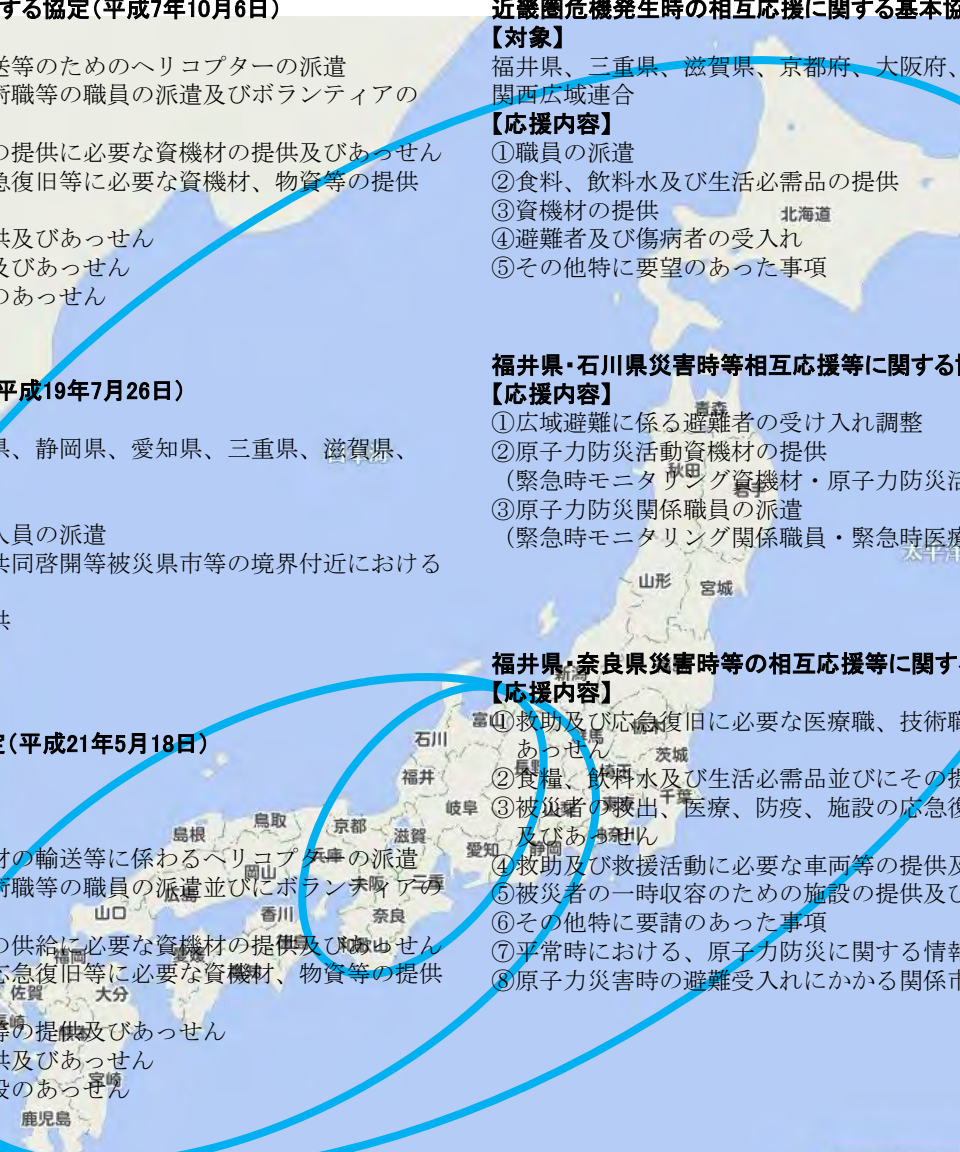 する協定（平成7年10月6日）
送等のためのヘリコプターの派遣
術職等の職員の派遣及びボランティアの
の提供に必要な資機材の提供及びあっせん
急復旧等に必要な資機材、物資等の提供
供及びあっせん
及びあっせん
のあっせん
平成19年7月26日）
県、静岡県、愛知県、三重県、滋賀県、
人員の派遣
共同啓開等被災県市等の境界付近における
供
定（平成21年5月18日）
材の輸送等に係わるヘリコプターの派遣
術職等の職員の派遣並びにボランティアの
の供給に必要な資機材の提供及びあっせん
応急復旧等に必要な資機材、物資等の提供
等の提供及びあっせん
供及びあっせん
設のあっせん
近畿圏危機発生時の相互応援に関する基本協
【対象】
福井県、三重県、滋賀県、京都府、大阪府、
関西広域連合
【応援内容】
①職員の派遣
②食料、飲料水及び生活必需品の提供
③資機材の提供
④避難者及び傷病者の受入れ
⑤その他特に要望のあった事項
福井県・石川県災害時等相互応援等に関する協
【応援内容】
①広域避難に係る避難者の受け入れ調整
②原子力防災活動資機材の提供
（緊急時モニタリング資機材・原子力防災活
③原子力防災関係職員の派遣
（緊急時モニタリング関係職員・緊急時医療
福井県・奈良県災害時等の相互応援等に関す
【応援内容】
①救助及び応急復旧に必要な医療職、技術職
あっせん
②食糧、飲料水及び生活必需品並びにその提
③被災者の救出、医療、防疫、施設の応急復
及びあっせん
④救助及び救援活動に必要な車両等の提供及
⑤被災者の一時収容のための施設の提供及び
⑥その他特に要請のあった事項
⑦平常時における、原子力防災に関する情報
⑧原子力災害時の避難受入れにかかる関係市
北海道
青森
秋田
岩手
太平洋
山形
宮城
新潟
富山
石川
群馬
栃木
茨城
福井
長野
埼玉
千葉
岐阜
山梨
東京
鳥取
島根
京都
滋賀
愛知
静岡
神奈川
兵庫
岡山
広島
大阪
三重
山口
香川
奈良
徳島
和歌山
福岡
愛媛
高知
佐賀
大分
長崎
熊本
宮崎
鹿児島